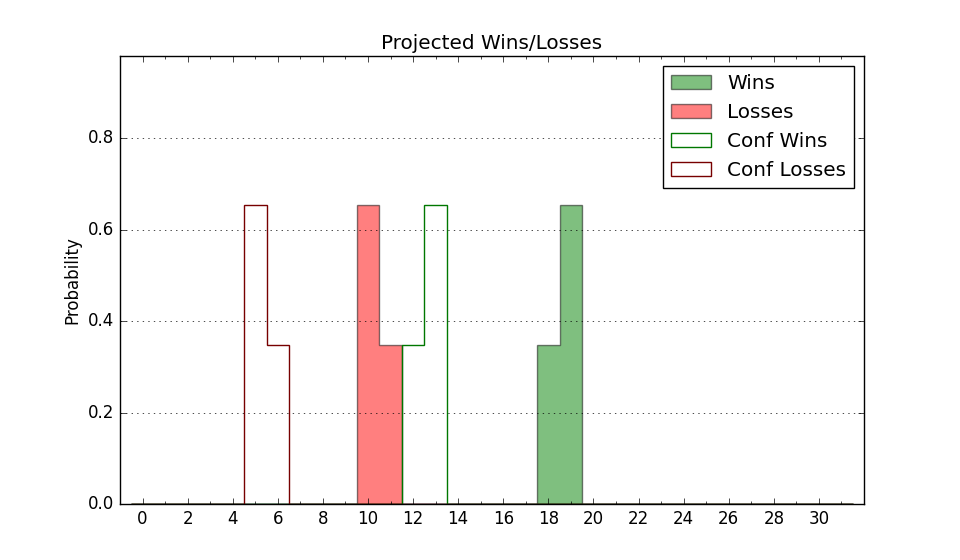 Projected Wins/Losses
Wins
Losses
Conf Wins
Conf Losses
Probability
0.8
0.6
0.4
0.2
0.0
0 2 4 6 8 10 12 14 16 18 20 22 24 26 28 30